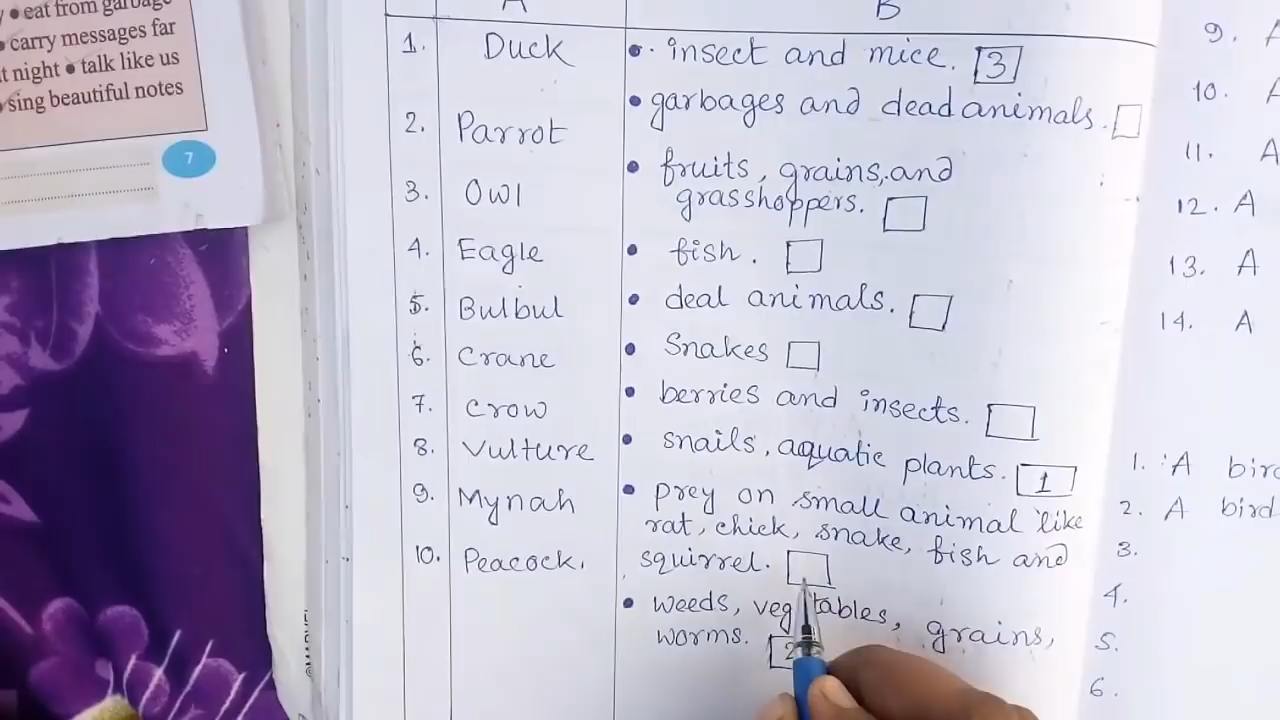 • eat from garbage
• carry messages far
t night • talk like us
sing beautiful notes
7
A B
1. Duck • insect and mice. 3
• garbages and dead animals.
2. Parrot
• fruits, grains, and
grasshoppers.
3. Owl
4. Eagle • fish.
5. Bulbul • deal animals.
6. Crane • Snakes
7. Crow • berries and insects.
8. Vulture • snails, aquatic plants. 1
9. Mynah • prey on small animal like
rat, chick, snake, fish and
10. Peacock. squirrel.
• weeds, vegetables, grains,
worms. 2
9. A
10. A
11. A
12. A
13. A
14. A
1. A bird
2. A bird
3.
4.
5.
6.